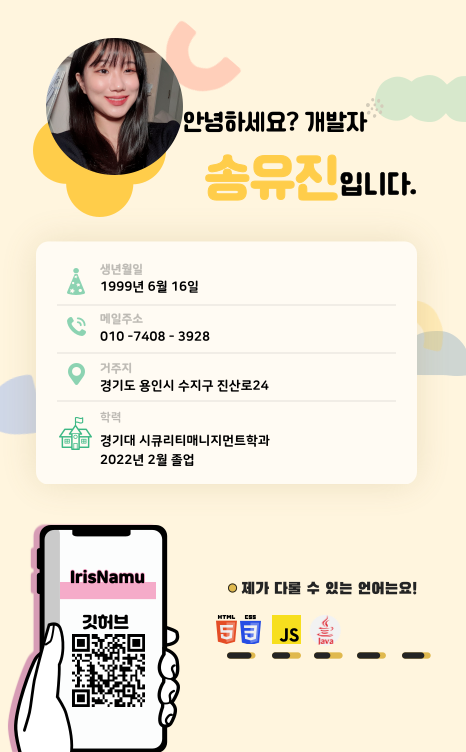 안녕하세요? 개발자
송유진입니다.
생년월일
1999년 6월 16일
메일주소
010 -7408 - 3928
거주지
경기도 용인시 수지구 진산로24
학력
경기대 시큐리티매니지먼트학과
2022년 2월 졸업
IrisNamu
깃허브
제가 다룰 수 있는 언어는요!
HTML CSS JS Java
5 3